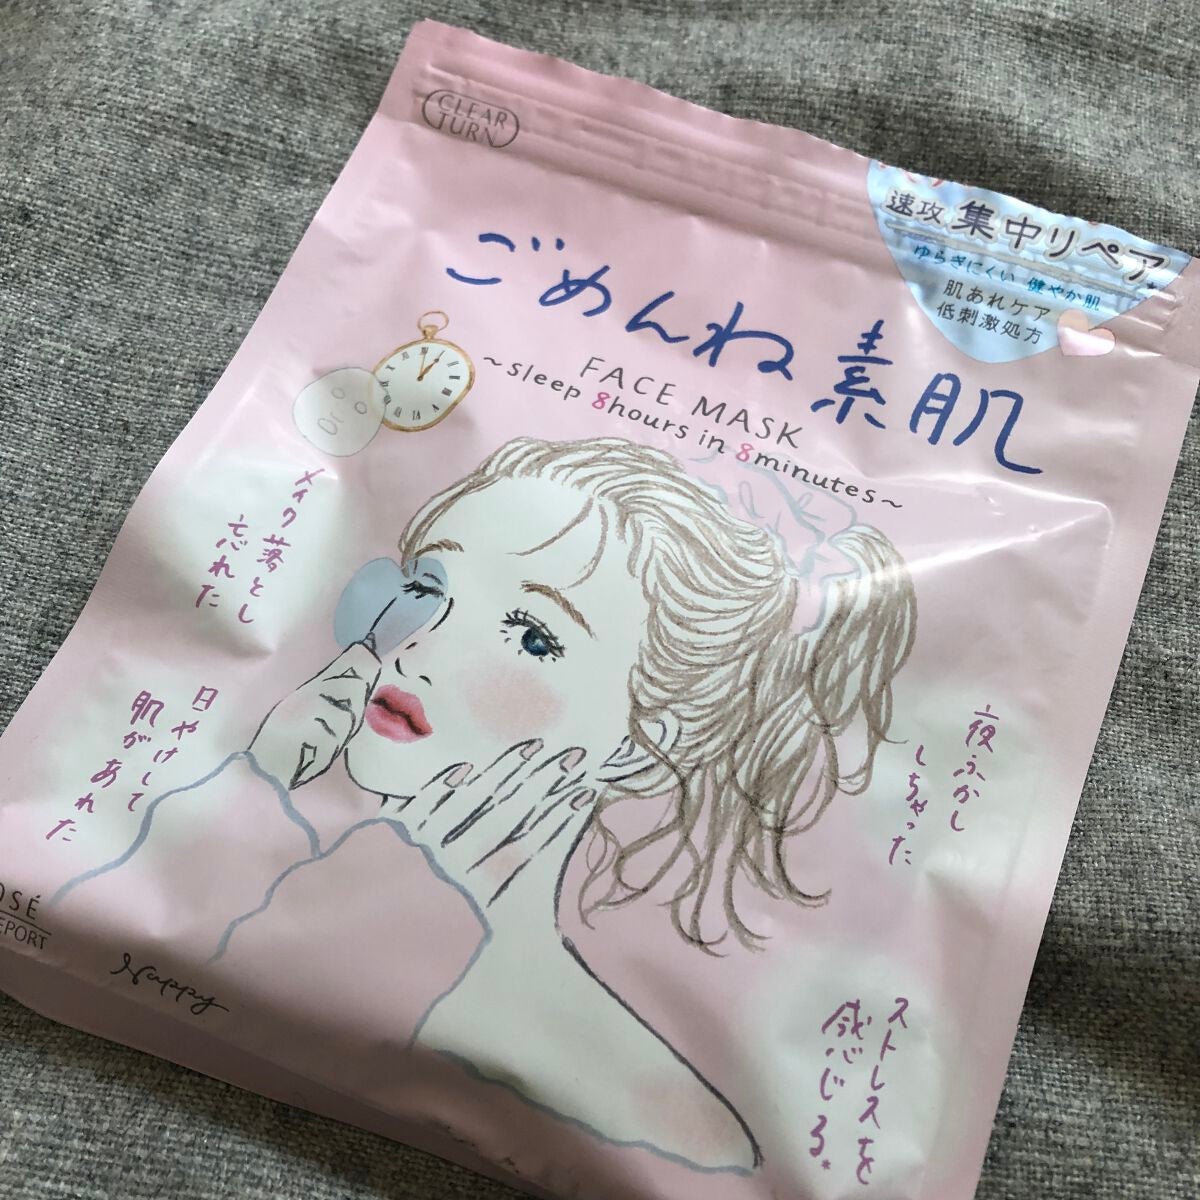 CLEAR
TURN
速攻 集中リペア
ゆらぎにくい 健やか肌
肌あれケア
低刺激処方
ごめんね素肌
FACE MASK
~sleep 8hours in 8minutes~
メイク落とし
忘れた
日やけして
肌があれた
夜ふかし
しちゃった
ストレスを
感じる。
OSÉ
EPORT
Nappy